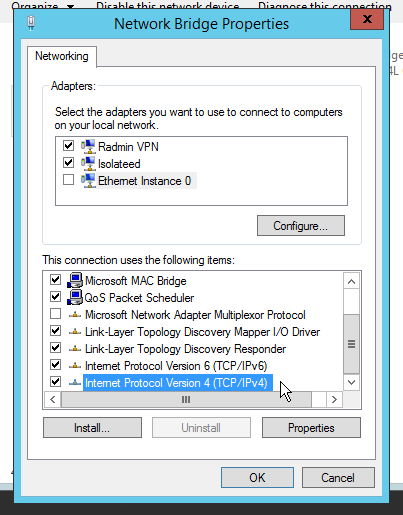 Organize
Disable this network device
Diagnose this connection
Network Bridge Properties
x
Networking
Adapters:
Select the adapters you want to use to connect to computers
on your local network.
Radmin VPN
Isolateed
Ethernet Instance 0
Configure...
This connection uses the following items:
Microsoft MAC Bridge
QoS Packet Scheduler
Microsoft Network Adapter Multiplexor Protocol
Link-Layer Topology Discovery Mapper I/O Driver
Link-Layer Topology Discovery Responder
Internet Protocol Version 6 (TCP/IPv6)
Internet Protocol Version 4 (TCP/IPv4)
Install...
Uninstall
Properties
OK
Cancel